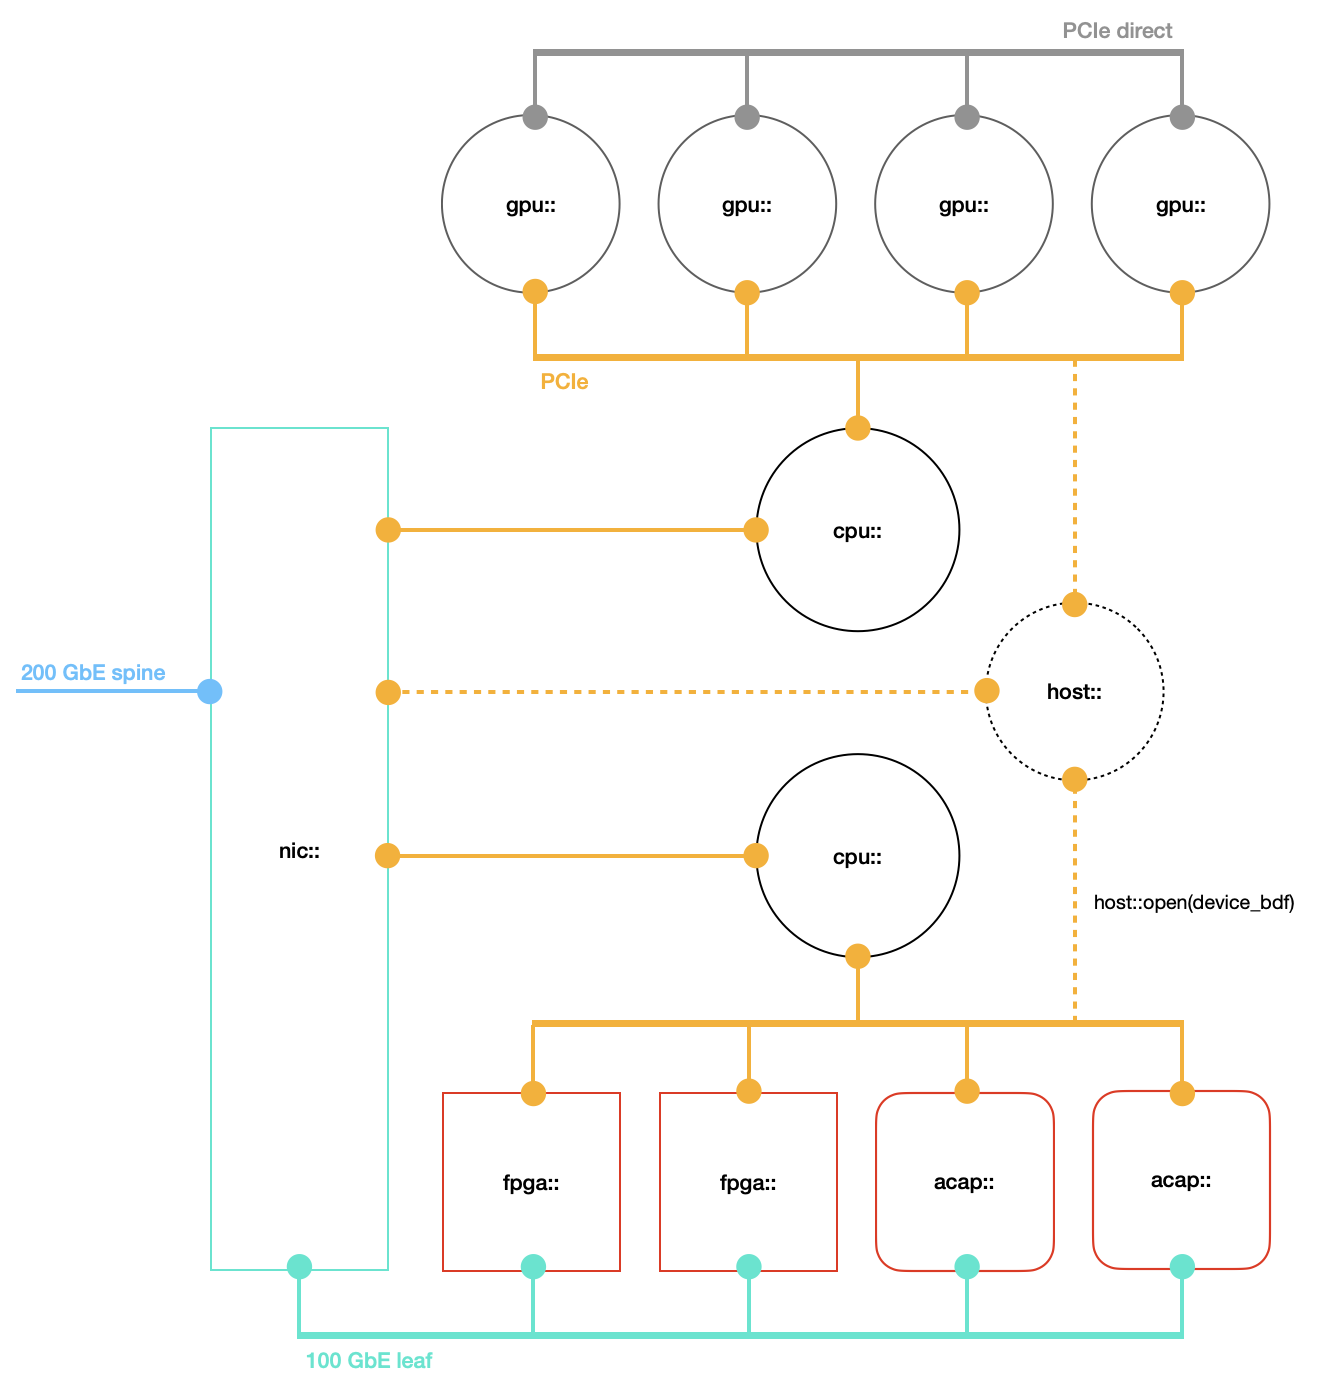 PCIe direct
gpu::
gpu::
gpu::
gpu::
PCIe
cpu::
200 GbE spine
host::
nic::
cpu::
host::open(device_bdf)
fpga::
fpga::
acap::
acap::
100 GbE leaf